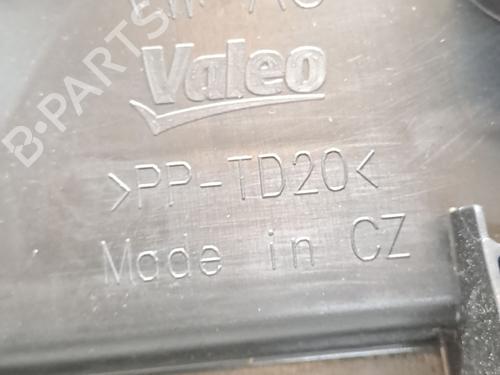 Valeo
>PP-TD20<
Made in CZ
B-PARTS